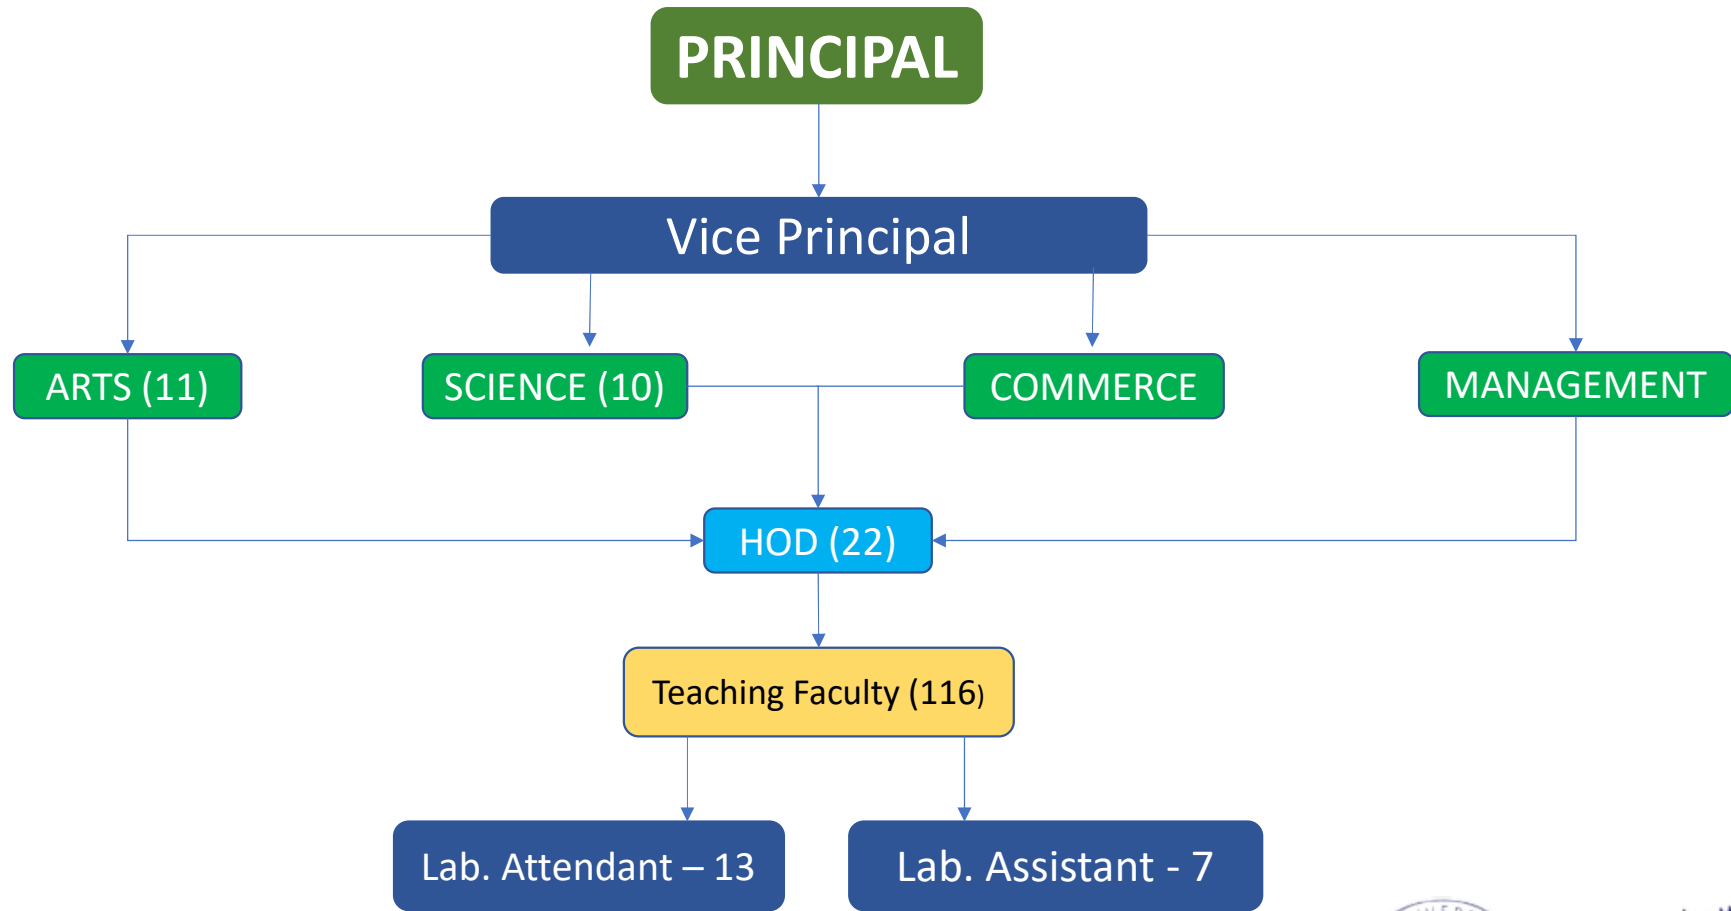 PRINCIPAL
Vice Principal
ARTS (11)
SCIENCE (10)
COMMERCE
MANAGEMENT
HOD (22)
Teaching Faculty (116)
Lab. Attendant – 13
Lab. Assistant - 7